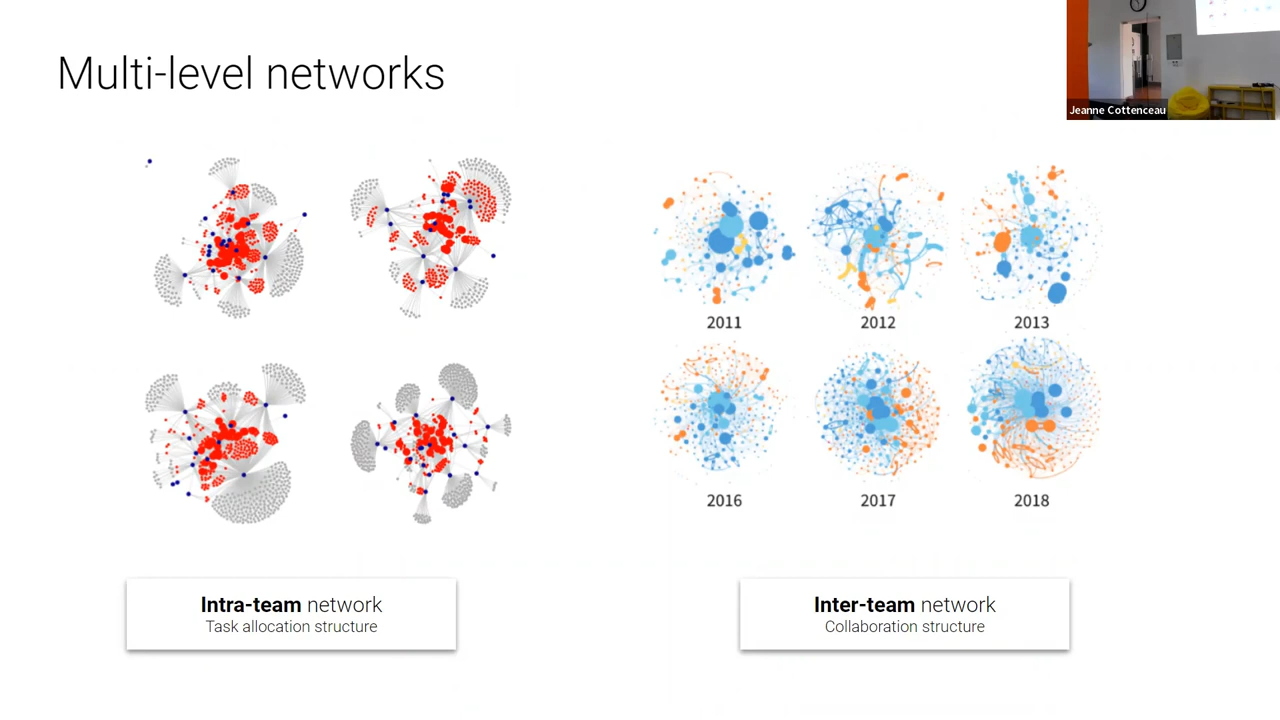 Multi-level networks
Jeanne Cottenceau
2011
2012
2013
2016
2017
2018
Intra-team network
Task allocation structure
Inter-team network
Collaboration structure